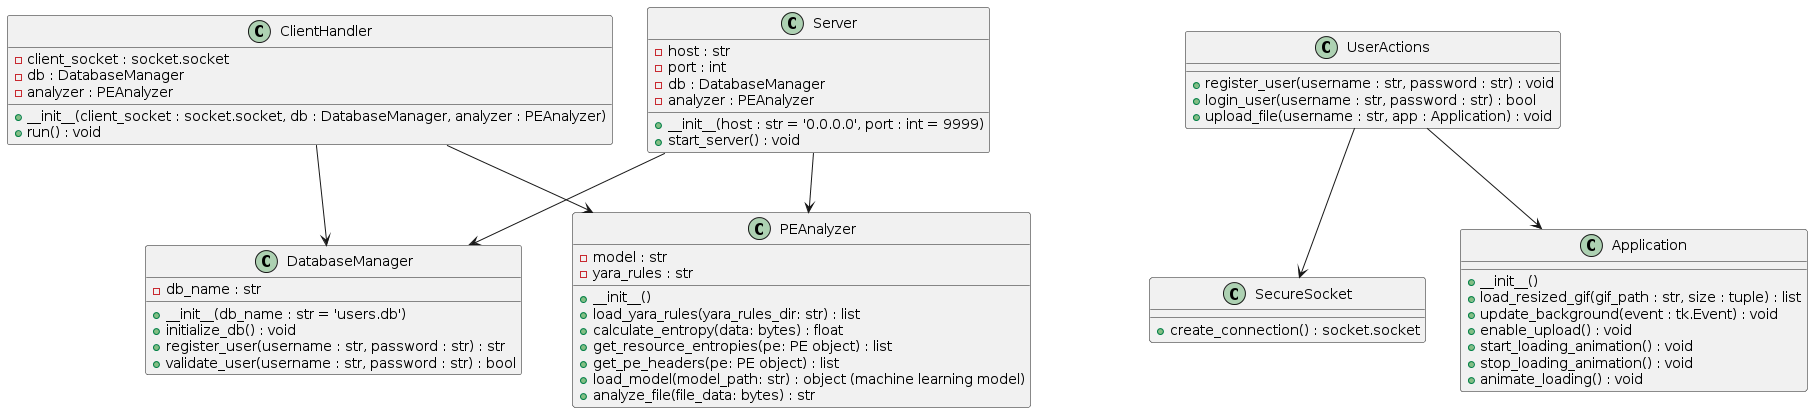 C ClientHandler
client_socket : socket.socket
db : DatabaseManager
analyzer : PEAnalyzer
__init__(client_socket : socket.socket, db : DatabaseManager, analyzer : PEAnalyzer)
run() : void
C Server
host : str
port : int
db : DatabaseManager
analyzer : PEAnalyzer
__init__(host : str = '0.0.0.0', port : int = 9999)
start_server() : void
C UserActions
register_user(username : str, password : str) : void
login_user(username : str, password : str) : bool
upload_file(username : str, app : Application) : void
C DatabaseManager
db_name : str
__init__(db_name : str = 'users.db')
initialize_db() : void
register_user(username : str, password : str) : str
validate_user(username : str, password : str) : bool
C PEAnalyzer
model : str
yara_rules : str
__init__()
load_yara_rules(yara_rules_dir: str) : list
calculate_entropy(data: bytes) : float
get_resource_entropies(pe: PE object) : list
get_pe_headers(pe: PE object) : list
load_model(model_path: str) : object (machine learning model)
analyze_file(file_data: bytes) : str
C SecureSocket
create_connection() : socket.socket
C Application
__init__()
load_resized_gif(gif_path : str, size : tuple) : list
update_background(event : tk.Event) : void
enable_upload() : void
start_loading_animation() : void
stop_loading_animation() : void
animate_loading() : void